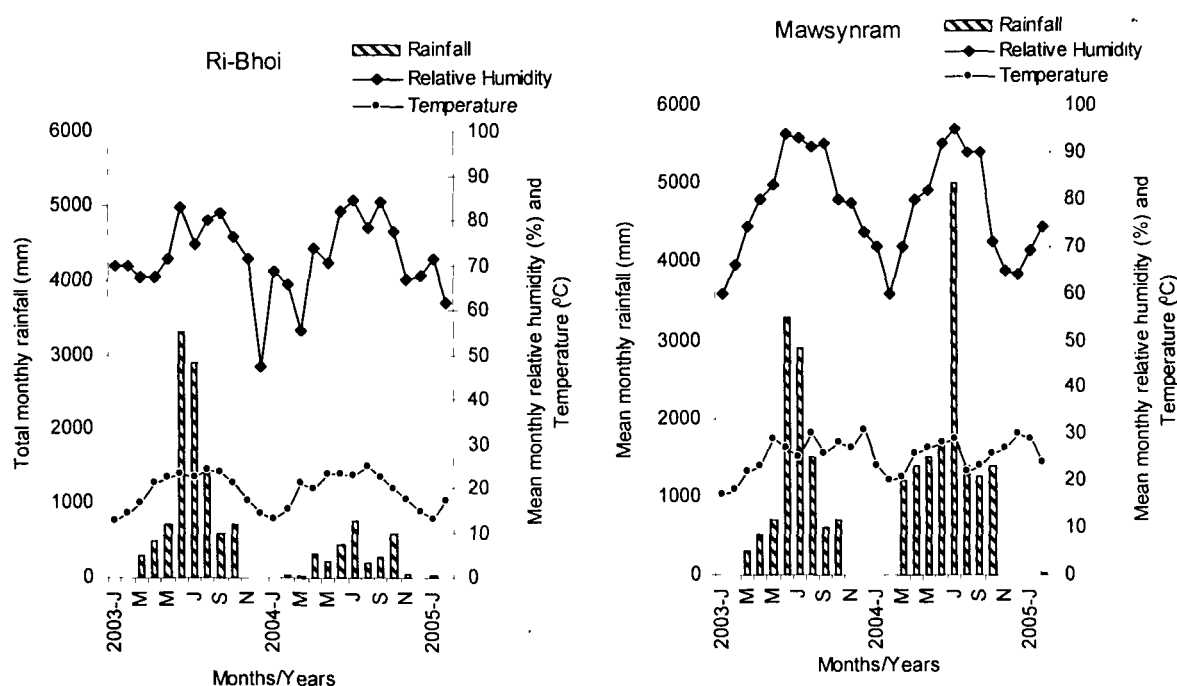 Ri-Bhoi
Rainfall
Relative Humidity
Temperature
Total monthly rainfall (mm)
6000
5000
4000
3000
2000
1000
0
100
90
80
70
60
50
40
30
20
10
0
Mean monthly relative humidity (%) and
Temperature (⁰C)
2003-J
M
M
J
S
N
2004-J
M
M
J
S
N
2005-J
Months/Years
Mawsynram
Rainfall
Relative Humidity
Temperature
Mean monthly rainfall (mm)
6000
5000
4000
3000
2000
1000
0
100
90
80
70
60
50
40
30
20
10
0
Mean monthly relative humidity (%) and
Temperature (⁰C)
2003-J
M
M
J
S
N
2004-J
M
M
J
S
N
2005-J
Months/Years